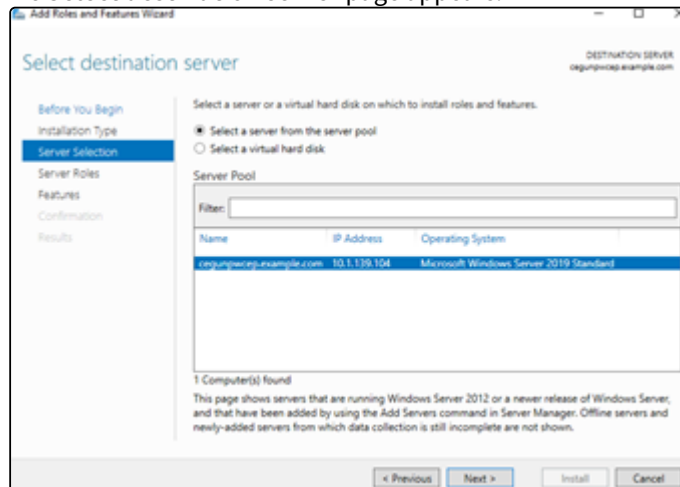 Add Roles and Features Wizard
Select destination server
DESTINATION SERVER
cegunpwcep.example.com
Before You Begin
Installation Type
Server Selection
Server Roles
Features
Confirmation
Results
Select a server or a virtual hard disk on which to install roles and features.
Select a server from the server pool
Select a virtual hard disk
Server Pool
Filter:
Name IP Address Operating System
cegunpwcep.example.com 10.1.139.104 Microsoft Windows Server 2019 Standard
1 Computer(s) found
This page shows servers that are running Windows Server 2012 or a newer release of Windows Server,
and that have been added by using the Add Servers command in Server Manager. Offline servers and
newly-added servers from which data collection is still incomplete are not shown.
< Previous Next > Install Cancel